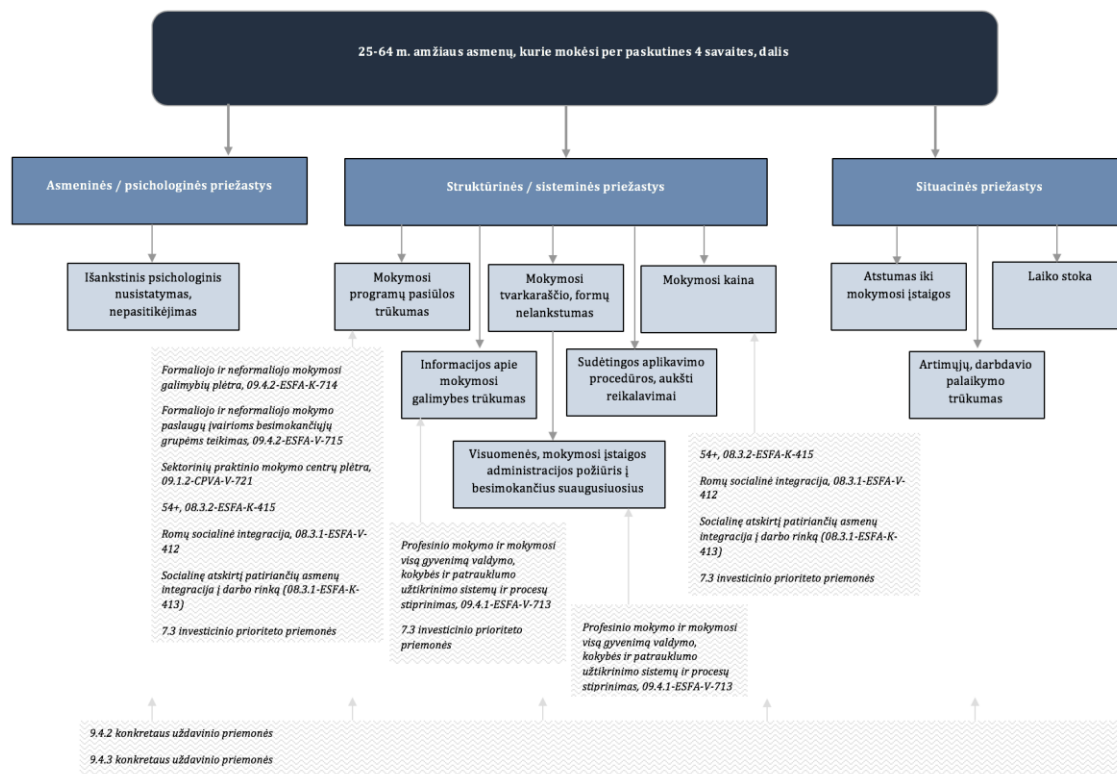 25-64 m. amžiaus asmenų, kurie mokėsi per paskutines 4 savaites, dalis
Asmeninės / psichologinės priežastys
Struktūrinės / sisteminės priežastys
Situacinės priežastys
Išankstinis psichologinis
nusistatymas,
nepasitikėjimas
Mokymosi
programų pasiūlos
trūkumas
Mokymosi
tvarkaraščio, formų
nelankstumas
Mokymosi kaina
Atstumas iki
mokymosi įstaigos
Laiko stoka
Informacijos apie
mokymosi
galimybes trūkumas
Sudėtingos aplikavimo
procedūros, aukšti
reikalavimai
Artimųjų, darbdavio
palaikymo
trūkumas
Visuomenės, mokymosi įstaigos
administracijos požiūris į
besimokančius suaugusiuosius
Formaliojo ir neformaliojo mokymosi
galimybių plėtra, 09.4.2-ESFA-K-714
Formaliojo ir neformaliojo mokymo
paslaugų įvairioms besimokančiųjų
grupėms teikimas, 09.4.2-ESFA-V-715
Sektorinių praktinio mokymo centrų plėtra,
09.1.2-CPVA-V-721
54+, 08.3.2-ESFA-K-415
Romų socialinė integracija, 08.3.1-ESFA-V-
412
Socialinę atskirtį patiriančių asmenų
integracija į darbo rinką (08.3.1-ESFA-K-
413)
7.3 investicinio prioriteto priemonės
Profesinio mokymo ir mokymosi
visą gyvenimą valdymo,
kokybės ir patrauklumo
užtikrinimo sistemų ir procesų
stiprinimas, 09.4.1-ESFA-V-713
7.3 investicinio prioriteto
priemonės
Profesinio mokymo ir mokymosi
visą gyvenimą valdymo,
kokybės ir patrauklumo
užtikrinimo sistemų ir procesų
stiprinimas, 09.4.1-ESFA-V-713
54+, 08.3.2-ESFA-K-415
Romų socialinė integracija, 08.3.1-ESFA-V-
412
Socialinę atskirtį patiriančių asmenų
integracija į darbo rinką (08.3.1-ESFA-K-
413)
7.3 investicinio prioriteto priemonės
9.4.2 konkretaus uždavinio priemonės
9.4.3 konkretaus uždavinio priemonės